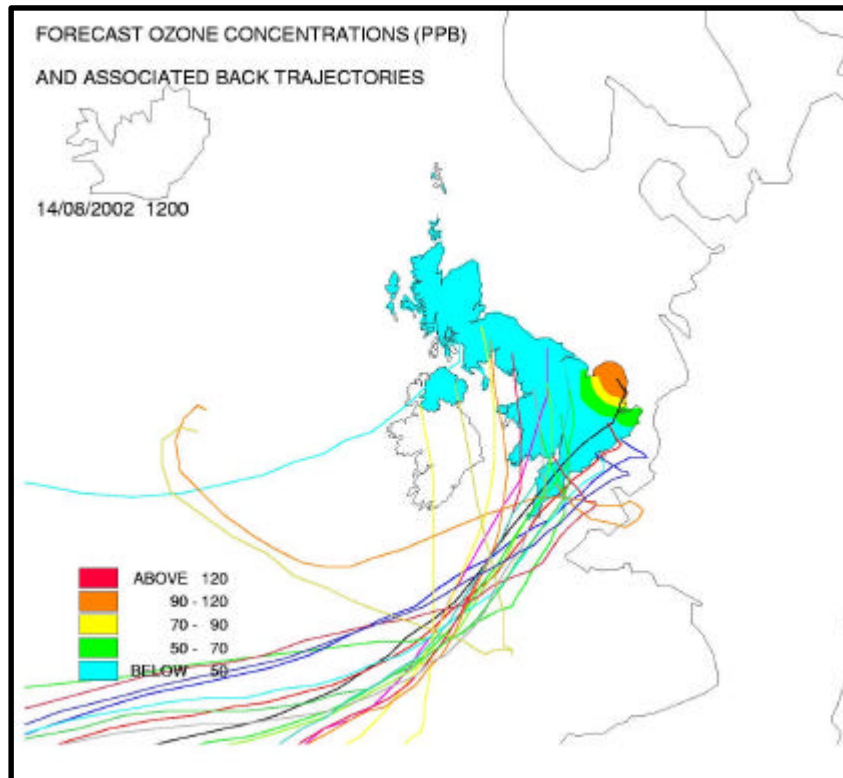 FORECAST OZONE CONCENTRATIONS (PPB)
AND ASSOCIATED BACK TRAJECTORIES
14/08/2002 1200
ABOVE 120
90 - 120
70 - 90
50 - 70
BELOW 50